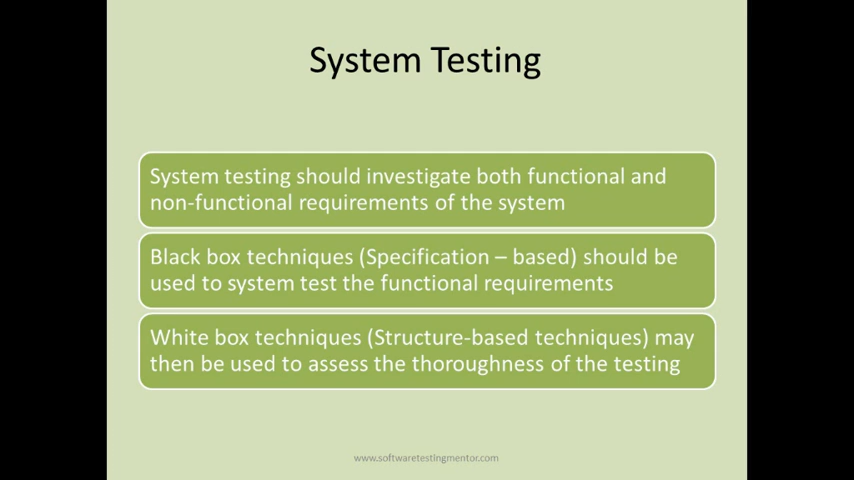 System Testing
System testing should investigate both functional and
non-functional requirements of the system
Black box techniques (Specification – based) should be
used to system test the functional requirements
White box techniques (Structure-based techniques) may
then be used to assess the thoroughness of the testing
www.softwaretestingmentor.com